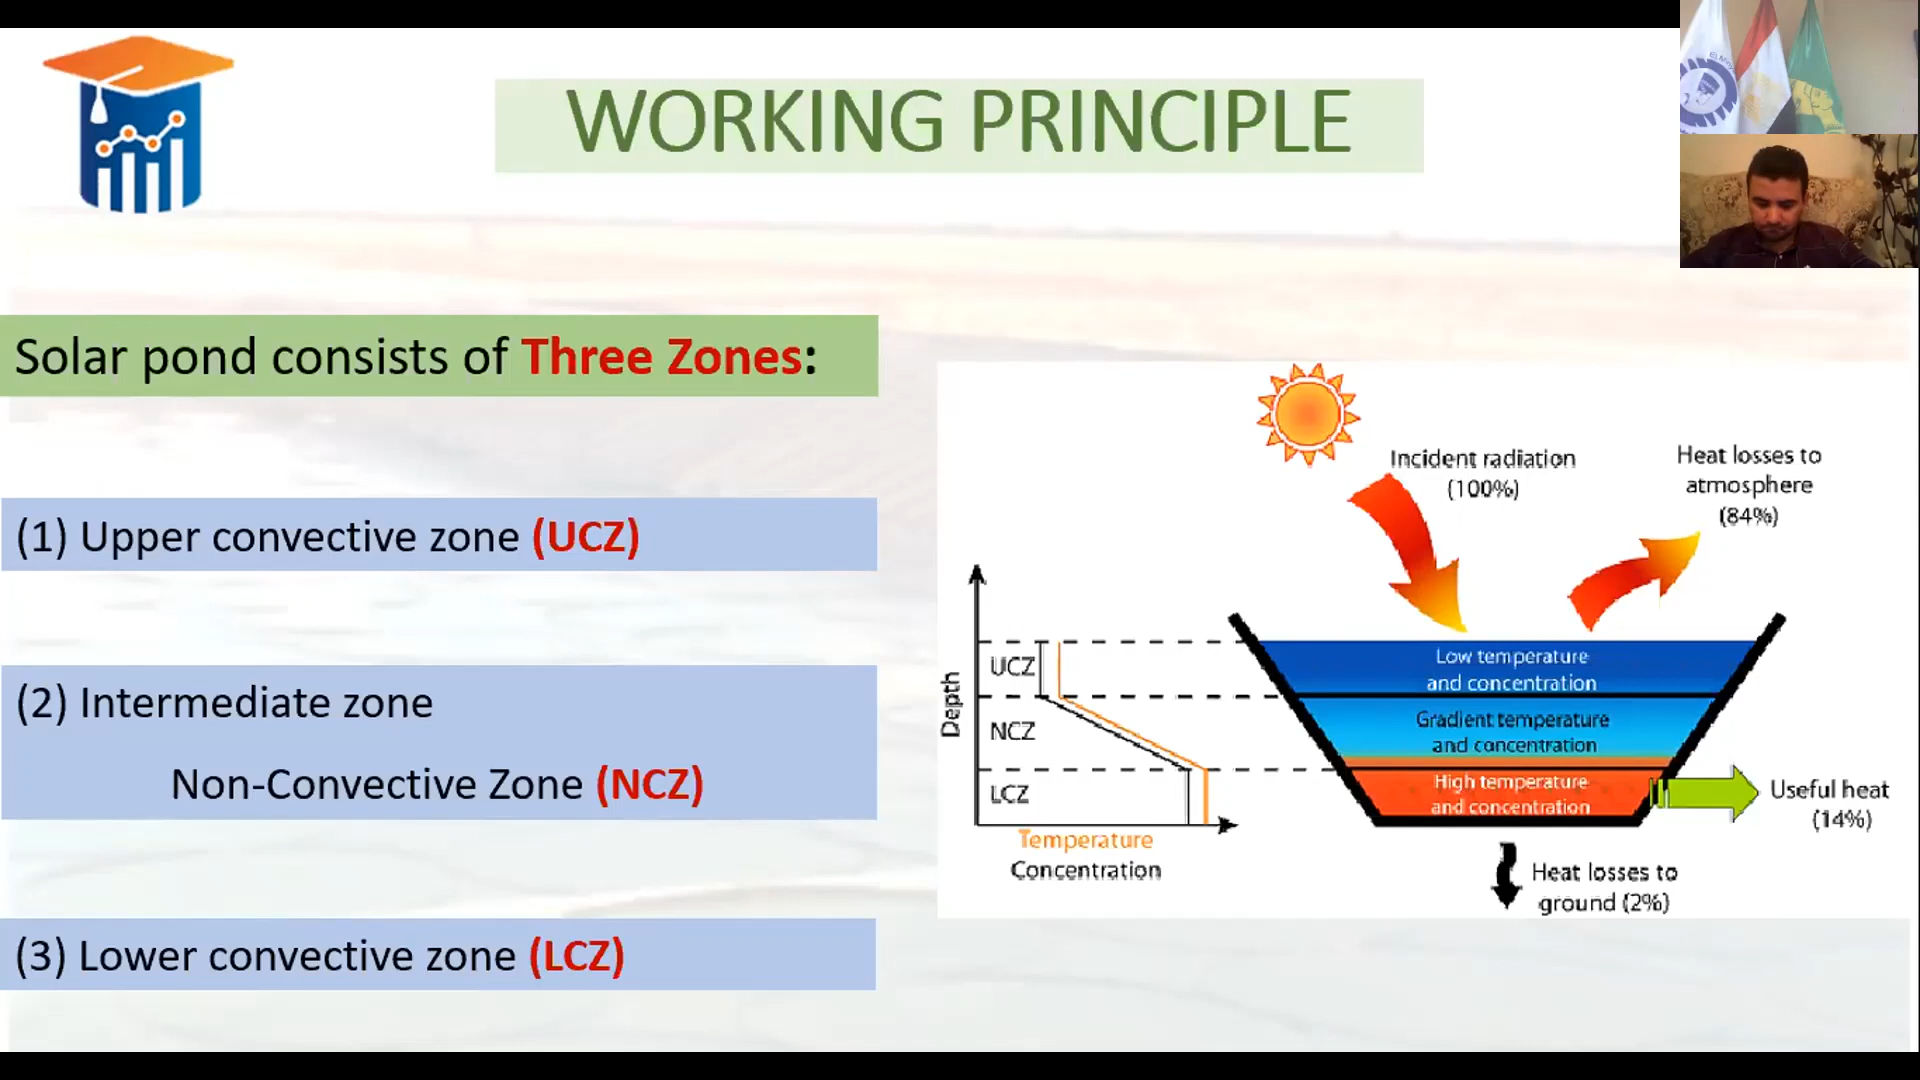 WORKING PRINCIPLE
Solar pond consists of Three Zones:
(1) Upper convective zone (UCZ)
(2) Intermediate zone
Non-Convective Zone (NCZ)
(3) Lower convective zone (LCZ)
Incident radiation
(100%)
Heat losses to
atmosphere
(84%)
Depth
UCZ
NCZ
LCZ
Temperature
Concentration
Low temperature
and concentration
Gradient temperature
and concentration
High temperature
and concentration
Useful heat
(14%)
Heat losses to
ground (2%)